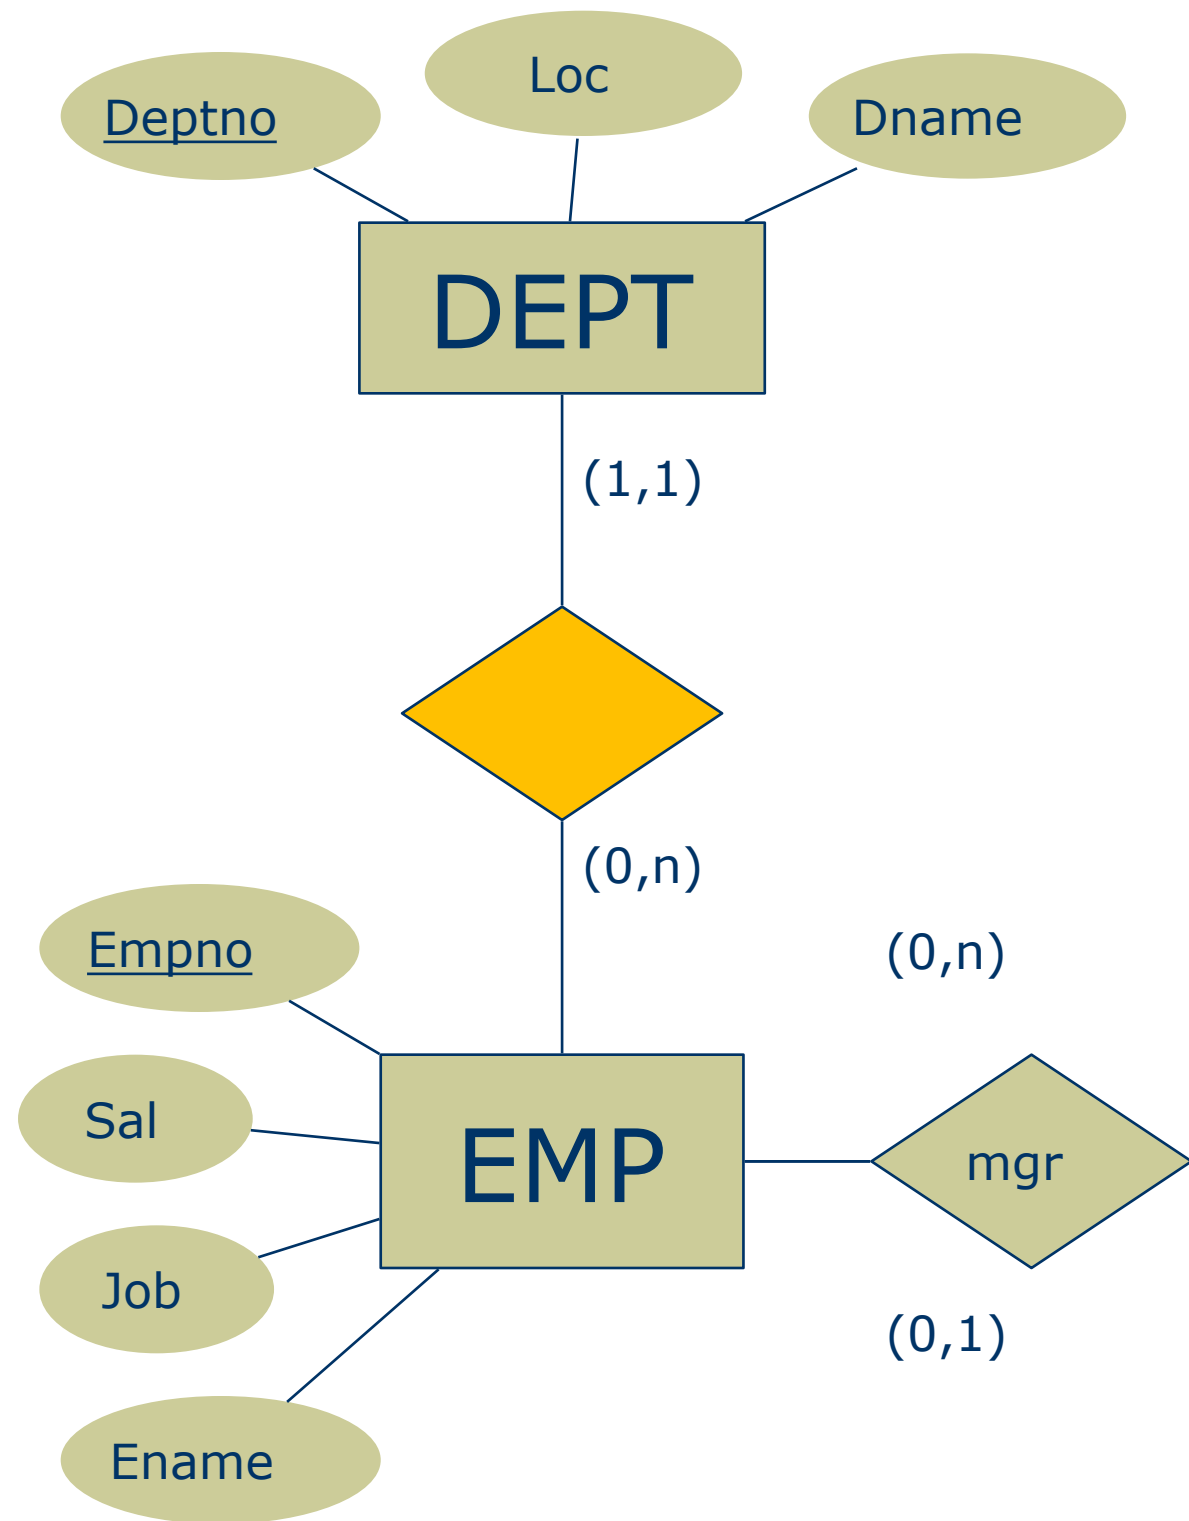 Loc
Deptno
Dname
DEPT
(1,1)
(0,n)
(0,n)
Empno
Sal
EMP
mgr
Job
(0,1)
Ename